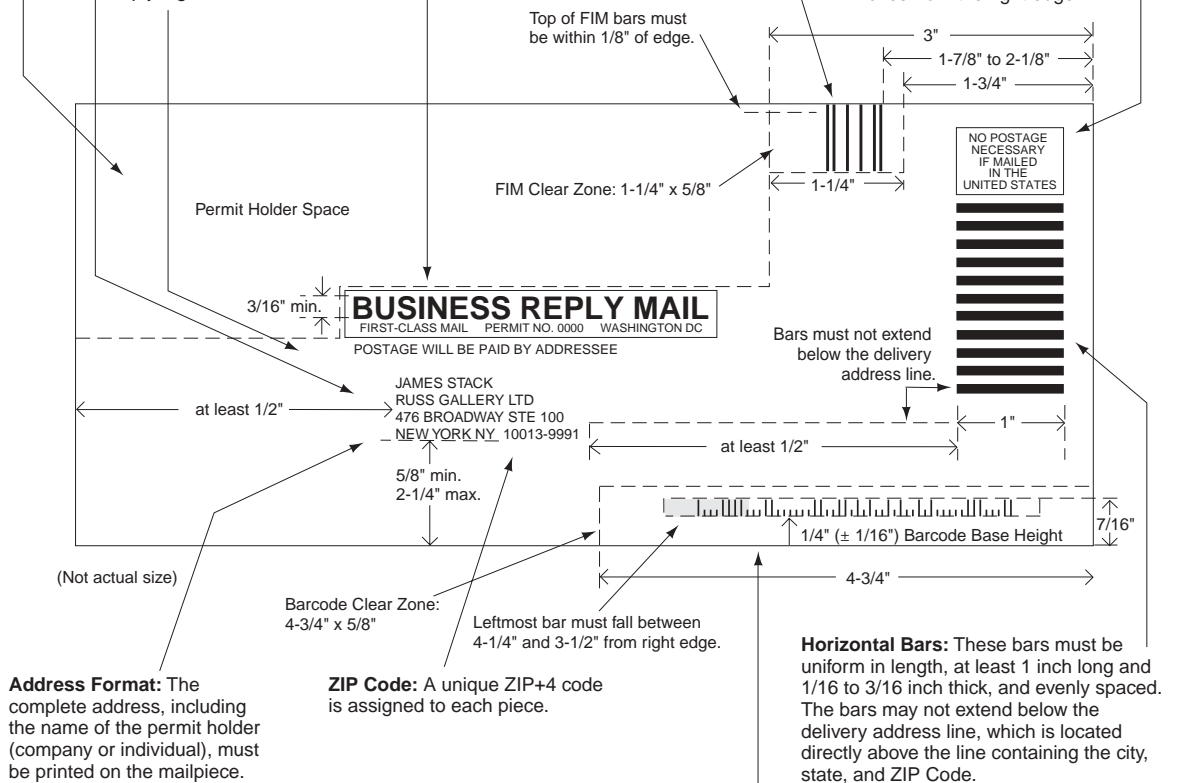 Top of FIM bars must
be within 1/8" of edge.
3"
1-7/8" to 2-1/8"
1-3/4"
NO POSTAGE
NECESSARY
IF MAILED
IN THE
UNITED STATES
FIM Clear Zone: 1-1/4" x 5/8"
1-1/4"
Permit Holder Space
3/16" min.
BUSINESS REPLY MAIL
FIRST-CLASS MAIL PERMIT NO. 0000 WASHINGTON DC
POSTAGE WILL BE PAID BY ADDRESSEE
Bars must not extend
below the delivery
address line.
JAMES STACK
RUSS GALLERY LTD
476 BROADWAY STE 100
NEW YORK NY 10013-9991
at least 1/2"
1"
at least 1/2"
5/8" min.
2-1/4" max.
7/16"
1/4" (± 1/16") Barcode Base Height
4-3/4"
(Not actual size)
Barcode Clear Zone:
4-3/4" x 5/8"
Leftmost bar must fall between
4-1/4" and 3-1/2" from right edge.
Address Format: The
complete address, including
the name of the permit holder
(company or individual), must
be printed on the mailpiece.
ZIP Code: A unique ZIP+4 code
is assigned to each piece.
Horizontal Bars: These bars must be
uniform in length, at least 1 inch long and
1/16 to 3/16 inch thick, and evenly spaced.
The bars may not extend below the
delivery address line, which is located
directly above the line containing the city,
state, and ZIP Code.